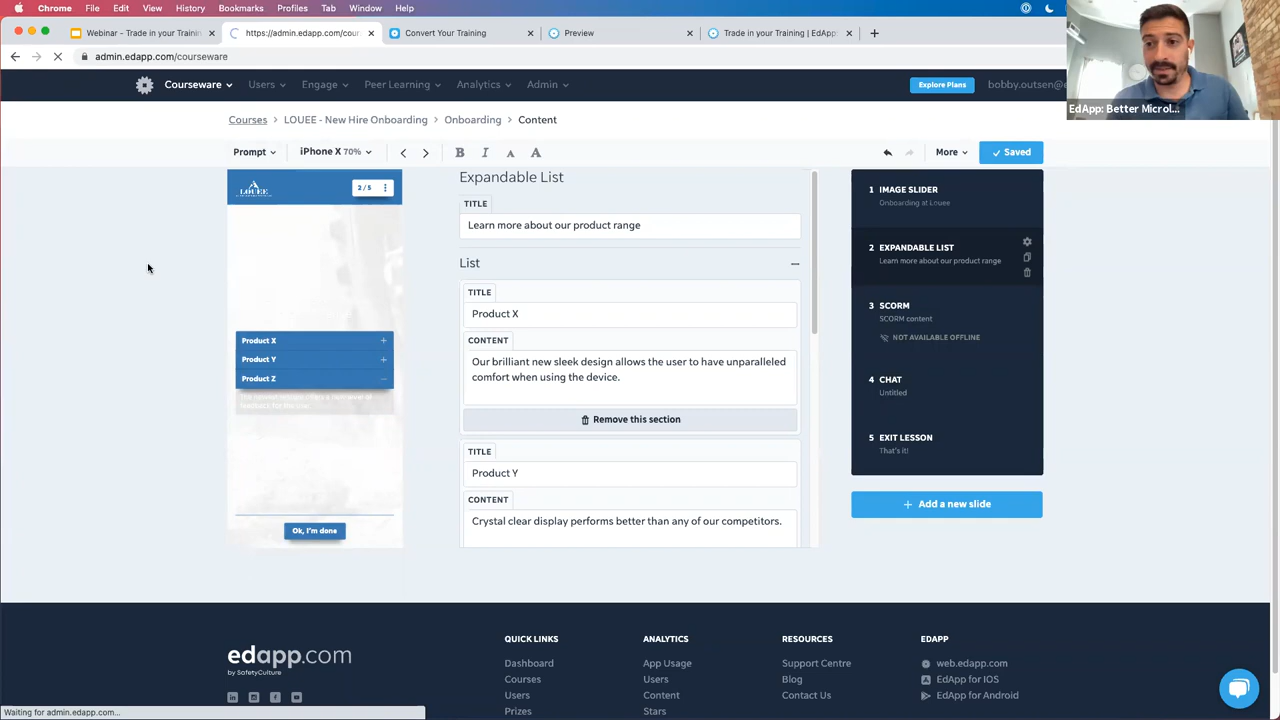 Chrome File Edit View History Bookmarks Profiles Tab Window Help
Webinar - Trade in your Trainin
https://admin.edapp.com/cour
Convert Your Training
Preview
Trade in your Training | EdApp
admin.edapp.com/courseware
Courseware Users Engage Peer Learning Analytics Admin
Explore Plans
bobby.outsen@e
EdApp: Better Microl...
Courses > LOUEE - New Hire Onboarding > Onboarding > Content
Prompt iPhone X 70% B I A A More Saved
LOUEE
2/5
Product X
Product Y
Product Z
Ok, I'm done
Expandable List
TITLE
Learn more about our product range
List
TITLE
Product X
CONTENT
Our brilliant new sleek design allows the user to have unparalleled
comfort when using the device.
Remove this section
TITLE
Product Y
CONTENT
Crystal clear display performs better than any of our competitors.
1 IMAGE SLIDER
Onboarding at Louee
2 EXPANDABLE LIST
Learn more about our product range
3 SCORM
SCORM content
NOT AVAILABLE OFFLINE
4 CHAT
Untitled
5 EXIT LESSON
That's it!
+ Add a new slide
edapp.com
by SafetyCulture
QUICK LINKS
Dashboard
Courses
Users
Prizes
ANALYTICS
App Usage
Users
Content
Stars
RESOURCES
Support Centre
Blog
Contact Us
EDAPP
web.edapp.com
EdApp for IOS
EdApp for Android
Waiting for admin.edapp.com...